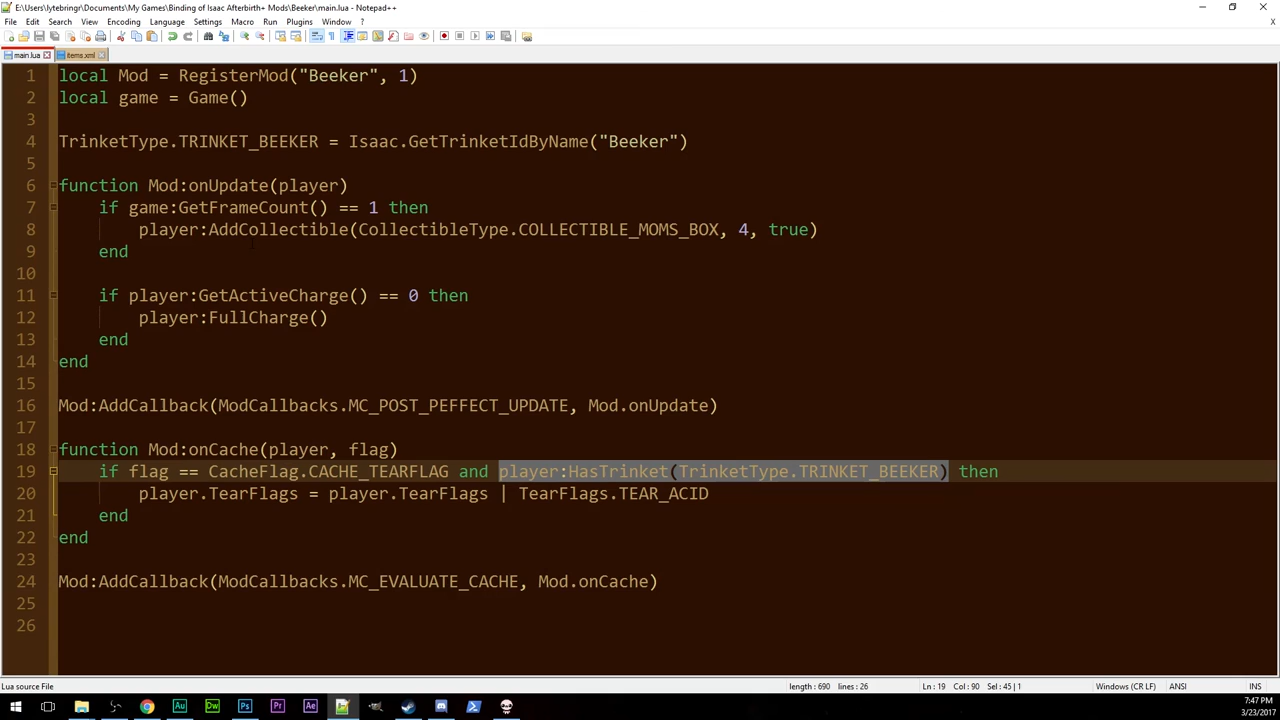 E:\Users\lytebringr\Documents\My Games\Binding of Isaac Afterbirth+ Mods\Beeker\main.lua - Notepad++
File Edit Search View Encoding Language Settings Macro Run Plugins Window ?
X
main.lua items.xml
1 local Mod = RegisterMod("Beeker", 1)
2 local game = Game()
3
4 TrinketType.TRINKET_BEEKER = Isaac.GetTrinketIdByName("Beeker")
5
6 function Mod:onUpdate(player)
7 if game:GetFrameCount() == 1 then
8 player:AddCollectible(CollectibleType.COLLECTIBLE_MOMS_BOX, 4, true)
9 end
10
11 if player:GetActiveCharge() == 0 then
12 player:FullCharge()
13 end
14 end
15
16 Mod:AddCallback(ModCallbacks.MC_POST_PEFFECT_UPDATE, Mod.onUpdate)
17
18 function Mod:onCache(player, flag)
19 if flag == CacheFlag.CACHE_TEARFLAG and player:HasTrinket(TrinketType.TRINKET_BEEKER) then
20 player.TearFlags = player.TearFlags | TearFlags.TEAR_ACID
21 end
22 end
23
24 Mod:AddCallback(ModCallbacks.MC_EVALUATE_CACHE, Mod.onCache)
25
26
Lua source File length : 690 lines : 26 Ln : 19 Col : 90 Sel : 45 | 1 Windows (CR LF) ANSI INS
Au Dw Ps Pr Ae 7:47 PM
3/23/2017